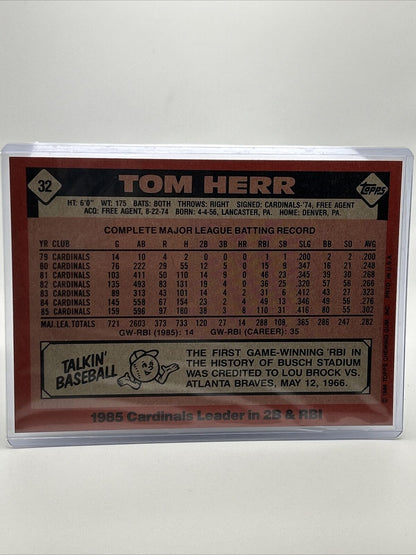 32
TOM HERR
Topps
HT: 6'0" WT: 175 BATS: BOTH THROWS: RIGHT SIGNED: CARDINALS-'74, FREE AGENT
ACQ: FREE AGENT, 8-22-74 BORN: 4-4-56, LANCASTER, PA. HOME: DENVER, PA.
COMPLETE MAJOR LEAGUE BATTING RECORD
YR. CLUB G AB R H 2B 3B HR RBI SB SLG BB SO AVG
79 CARDINALS 14 10 4 2 0 0 0 1 1 .200 2 2 .200
80 CARDINALS 76 222 29 55 12 5 0 15 9 .347 16 21 .248
81 CARDINALS 103 411 50 110 14 9 0 46 23 .345 39 30 .268
82 CARDINALS 135 493 83 131 19 4 0 36 25 .320 57 56 .266
83 CARDINALS 89 313 43 101 14 4 2 31 6 .412 43 27 .323
84 CARDINALS 145 558 67 154 23 2 4 49 13 .346 49 56 .276
85 CARDINALS 159 596 97 180 38 3 8 110 31 .416 80 55 .302
MAJ.LEA.TOTALS 721 2603 373 733 120 27 14 288 108 .365 286 247 .282
GW-RBI (1985): 14 GW-RBI (CAREER): 35
TALKIN'
BASEBALL
THE FIRST GAME-WINNING RBI IN
THE HISTORY OF BUSCH STADIUM
WAS CREDITED TO LOU BROCK VS.
ATLANTA BRAVES, MAY 12, 1966.
1985 Cardinals Leader in 2B & RBI
© 1986 TOPPS CHEWING GUM, INC. PRTD. IN U.S.A.